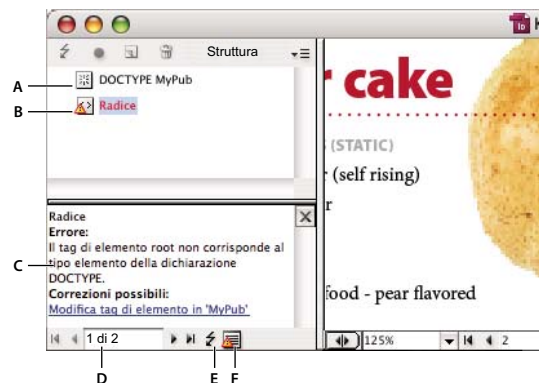 Struttura
A
DOCTYPE MyPub
B
Radice
r cake
(STATIC)
r (self rising)
r
food - pear flavored
Radice
Errore:
Il tag di elemento root non corrisponde al
tipo elemento della dichiarazione
DOCTYPE.
Correzioni possibili:
Modifica tag di elemento in 'MyPub'
C
1 di 2
125%
2
D
E
F